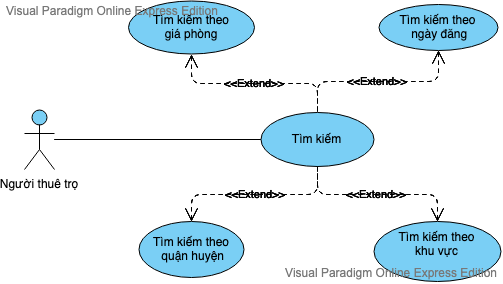 Visual Paradigm Online Express Edition
Tìm kiếm theo
giá phòng
Tìm kiếm theo
ngày đăng
<<Extend>>
<<Extend>>
Tìm kiếm
Người thuê trọ
<<Extend>>
<<Extend>>
Tìm kiếm theo
quận huyện
Tìm kiếm theo
khu vực
Visual Paradigm Online Express Edition